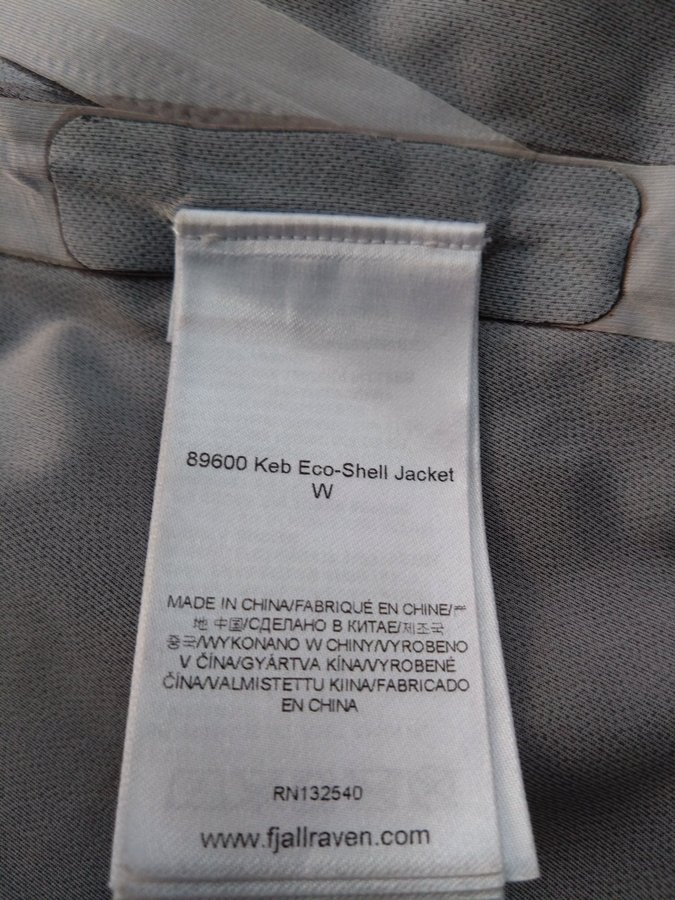 89600 Keb Eco-Shell Jacket
W
MADE IN CHINA/FABRIQUÉ EN CHINE/产
地 中国/СДЕЛАНО В КИТАЕ/제조국
중국/WYKONANO W CHINY/VYROBENO
V ČÍNA/GYÁRTVA KÍNA/VYROBENÉ
ČÍNA/VALMISTETTU KIINA/FABRICADO
EN CHINA
RN132540
www.fjallraven.com